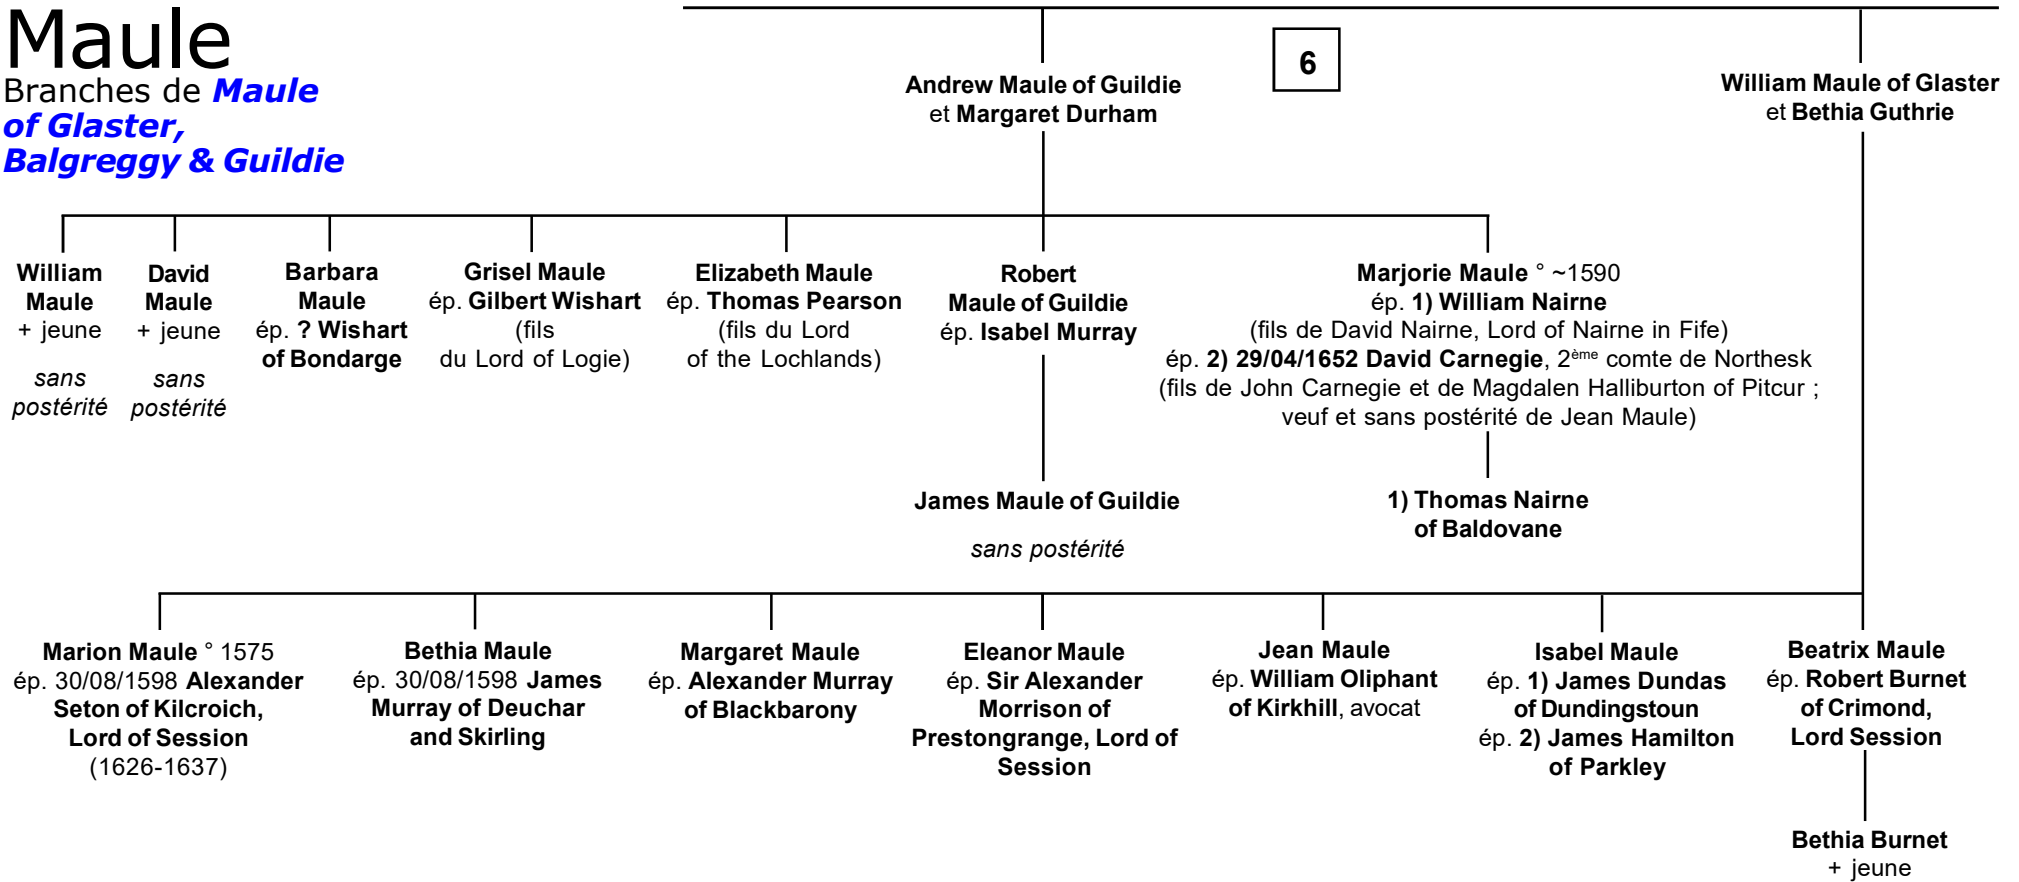 Maule
Branches de Maule
of Glaster,
Balgreggy & Guildie
6
Andrew Maule of Guildie
et Margaret Durham
William Maule of Glaster
et Bethia Guthrie
William
Maule
+ jeune
sans
postérité
David
Maule
+ jeune
sans
postérité
Barbara
Maule
ép. ? Wishart
of Bondarge
Grisel Maule
ép. Gilbert Wishart
(fils
du Lord of Logie)
Elizabeth Maule
ép. Thomas Pearson
(fils du Lord
of the Lochlands)
Robert
Maule of Guildie
ép. Isabel Murray
Marjorie Maule ° ~1590
ép. 1) William Nairne
(fils de David Nairne, Lord of Nairne in Fife)
ép. 2) 29/04/1652 David Carnegie, 2ème comte de Northesk
(fils de John Carnegie et de Magdalen Halliburton of Pitcur ;
veuf et sans postérité de Jean Maule)
James Maule of Guildie
sans postérité
1) Thomas Nairne
of Baldovane
Marion Maule ° 1575
ép. 30/08/1598 Alexander
Seton of Kilcroich,
Lord of Session
(1626-1637)
Bethia Maule
ép. 30/08/1598 James
Murray of Deuchar
and Skirling
Margaret Maule
ép. Alexander Murray
of Blackbarony
Eleanor Maule
ép. Sir Alexander
Morrison of
Prestongrange, Lord of
Session
Jean Maule
ép. William Oliphant
of Kirkhill, avocat
Isabel Maule
ép. 1) James Dundas
of Dundingstoun
ép. 2) James Hamilton
of Parkley
Beatrix Maule
ép. Robert Burnet
of Crimond,
Lord Session
Bethia Burnet
+ jeune